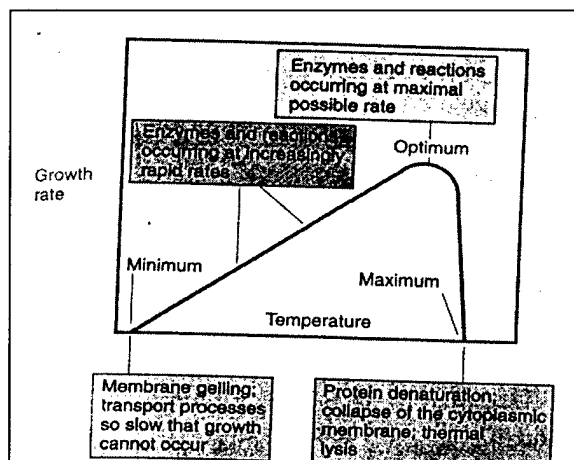 Enzymes and reactions
occurring at maximal
possible rate
Enzymes and reactions
occurring at increasingly
rapid rates
Optimum
Growth
rate
Minimum
Maximum
Temperature
Membrane gelling;
transport processes
so slow that growth
cannot occur
Protein denaturation;
collapse of the cytoplasmic
membrane; thermal
lysis